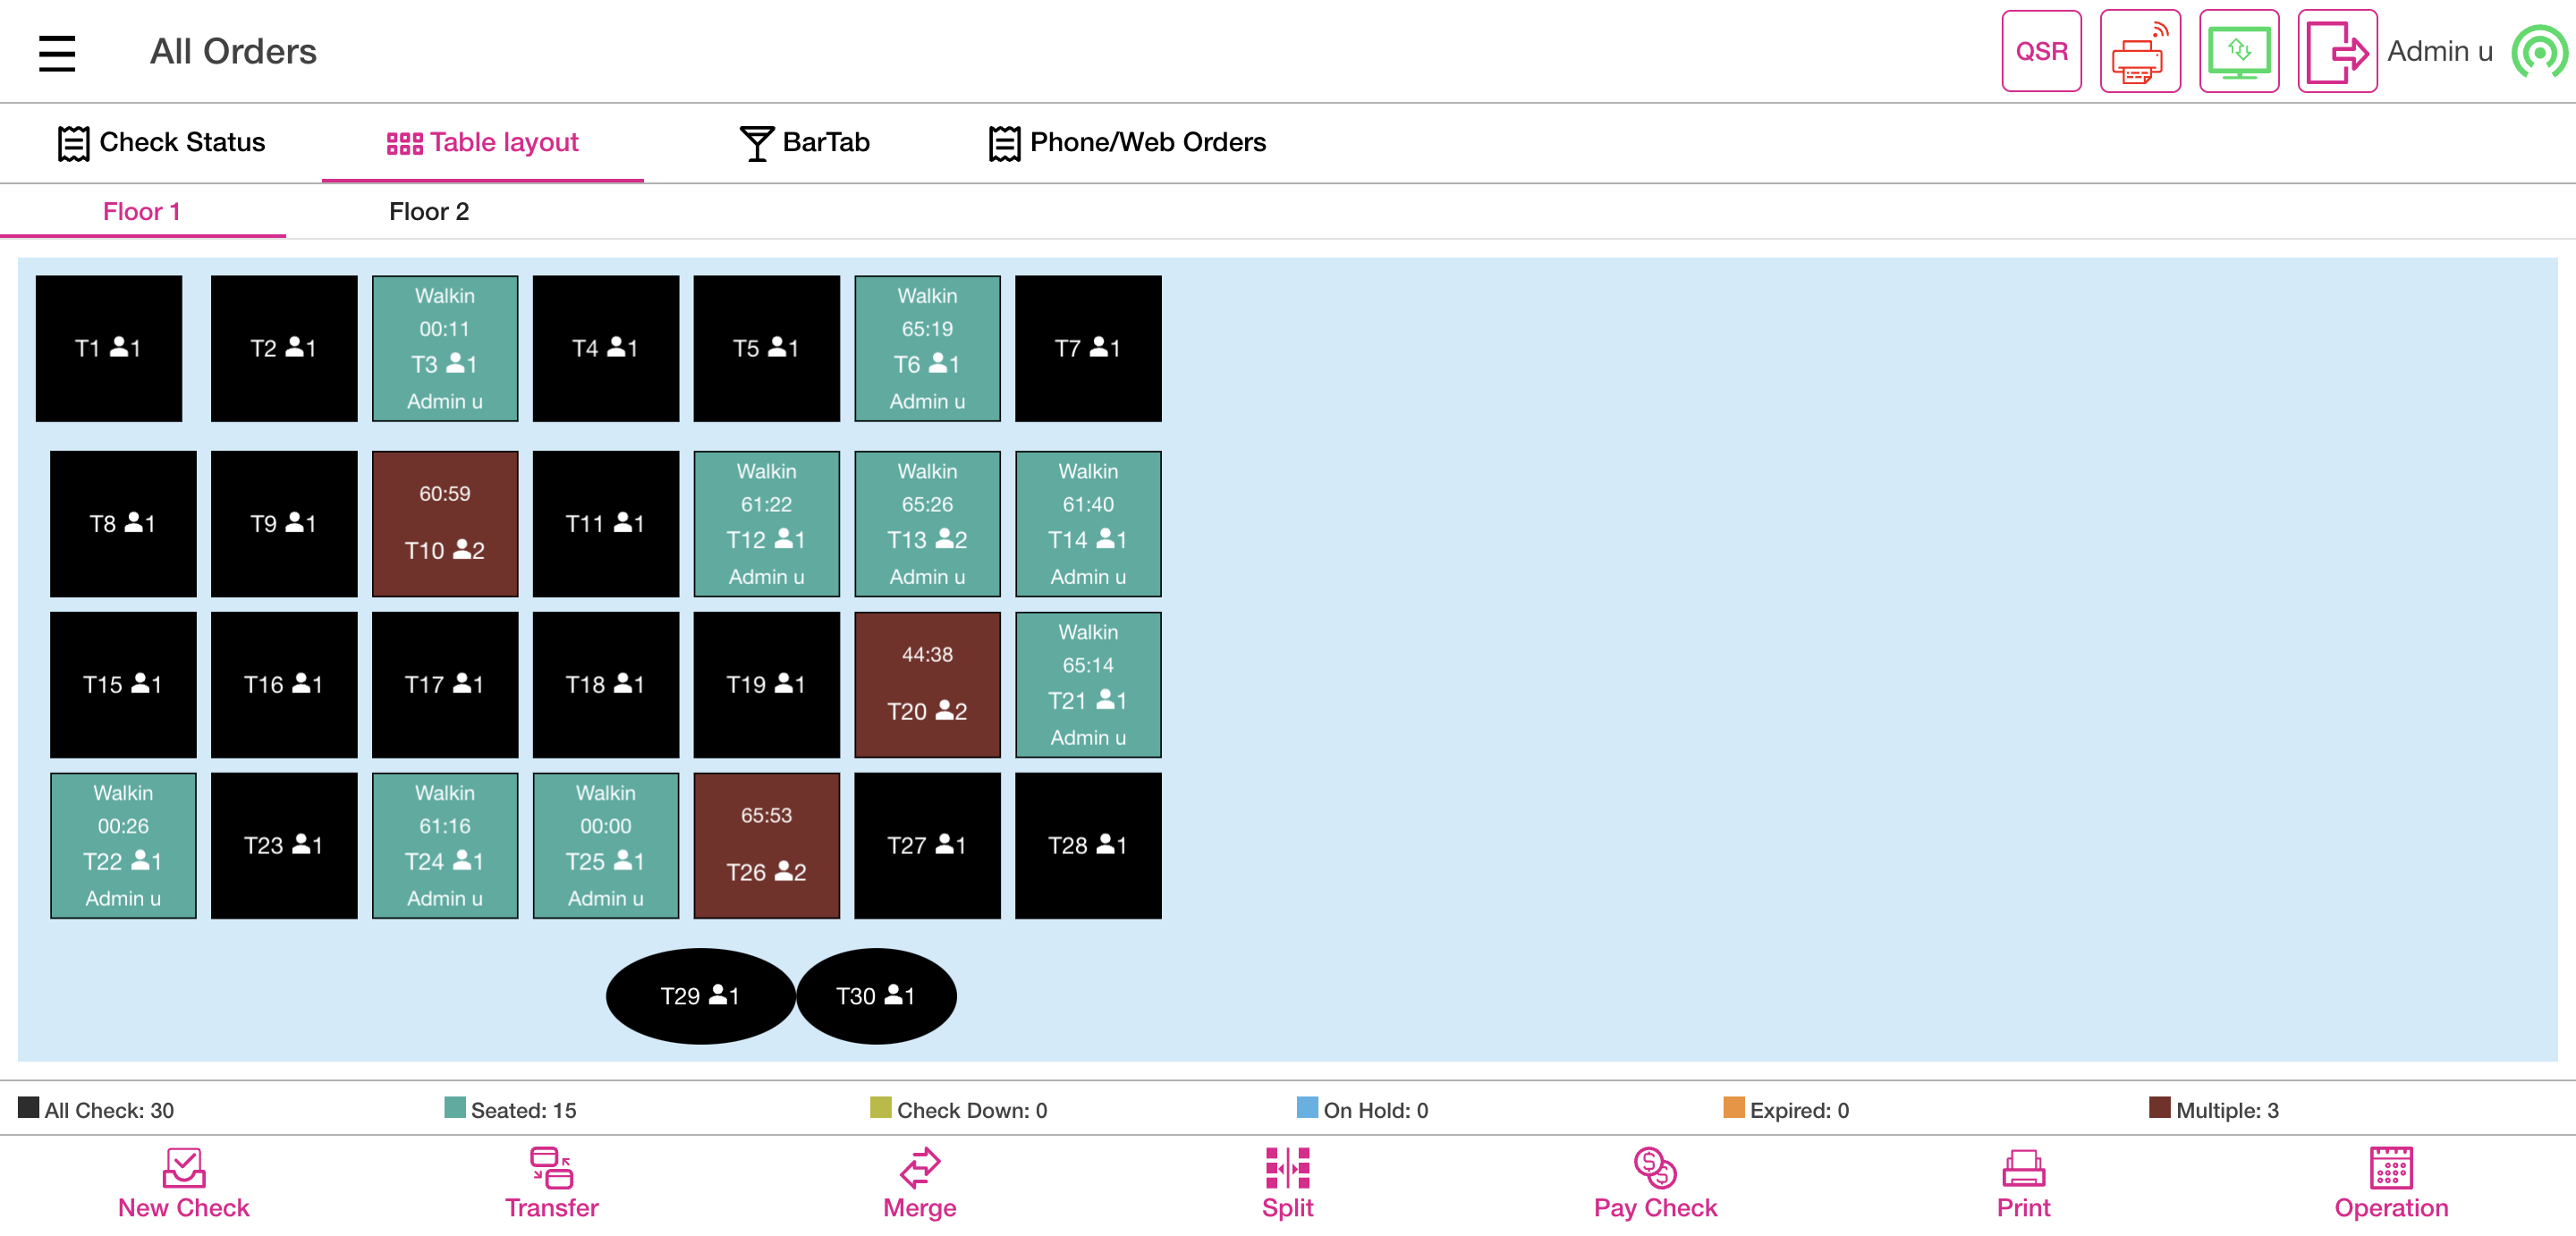 All Orders
QSR
Admin u
Check Status
Table layout
BarTab
Phone/Web Orders
Floor 1
Floor 2
T1 1
T2 1
Walkin
00:11
T3 1
Admin u
T4 1
T5 1
Walkin
65:19
T6 1
Admin u
T7 1
T8 1
T9 1
60:59
T10 2
T11 1
Walkin
61:22
T12 1
Admin u
Walkin
65:26
T13 2
Admin u
Walkin
61:40
T14 1
Admin u
T15 1
T16 1
T17 1
T18 1
T19 1
44:38
T20 2
Walkin
65:14
T21 1
Admin u
Walkin
00:26
T22 1
Admin u
T23 1
Walkin
61:16
T24 1
Admin u
Walkin
00:00
T25 1
Admin u
65:53
T26 2
T27 1
T28 1
T29 1
T30 1
All Check: 30
Seated: 15
Check Down: 0
On Hold: 0
Expired: 0
Multiple: 3
New Check
Transfer
Merge
Split
Pay Check
Print
Operation